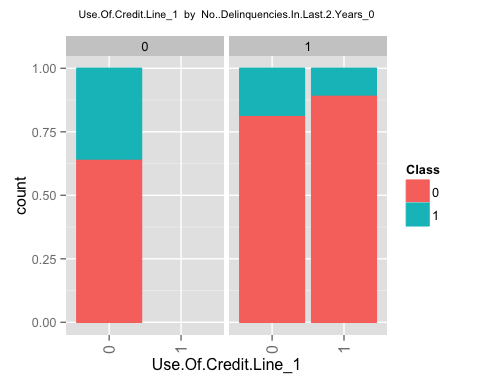 Use.Of.Credit.Line_1 by No..Delinquencies.In.Last.2.Years_0
0 1
1.00
0.75
0.50
0.25
0.00
count
0 1 0 1
Use.Of.Credit.Line_1
Class
0
1